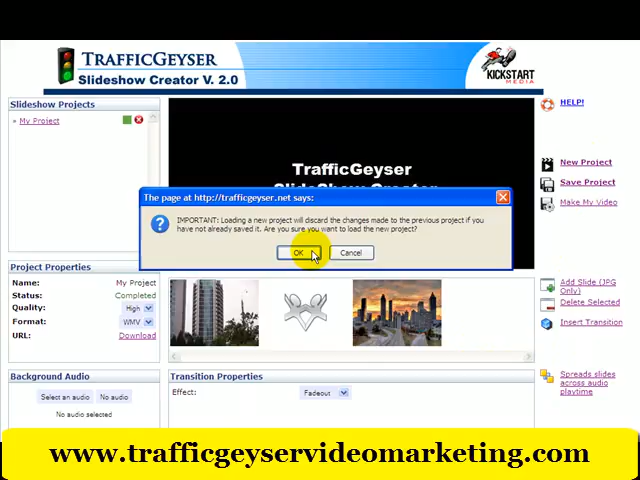 TRAFFICGEYSER
Slideshow Creator V. 2.0
KICKSTART
MEDIA
Slideshow Projects
My Project
HELP!
New Project
Save Project
Make My Video
TrafficGeyser
SlideShow Creator
The page at http://trafficgeyser.net says:
IMPORTANT: Loading a new project will discard the changes made to the previous project if you
have not already saved it. Are you sure you want to load the new project?
OK
Cancel
Project Properties
Name: My Project
Status: Completed
Quality: High
Format: WMV
URL: Download
Add Slide (JPG
Only)
Delete Selected
Insert Transition
Spreads slides
across audio
playtime
Background Audio
Select an audio
No audio
No audio selected
Transition Properties
Effect: Fadeout
www.trafficgeyservideomarketing.com